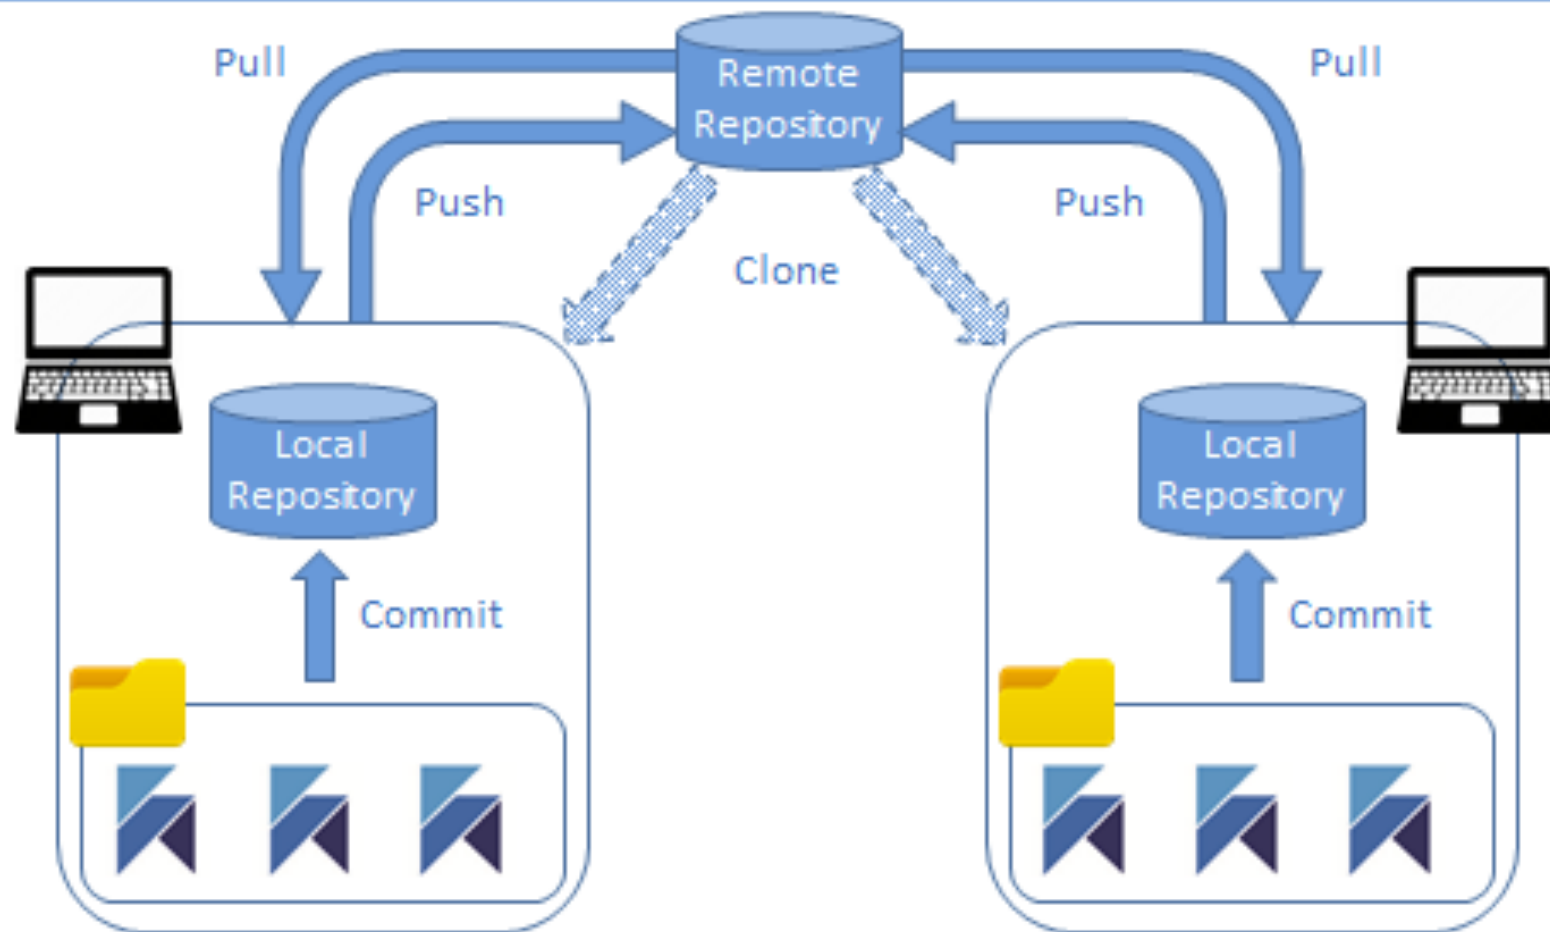 Pull
Remote
Repository
Pull
Push
Push
Clone
Local
Repository
Local
Repository
Commit
Commit